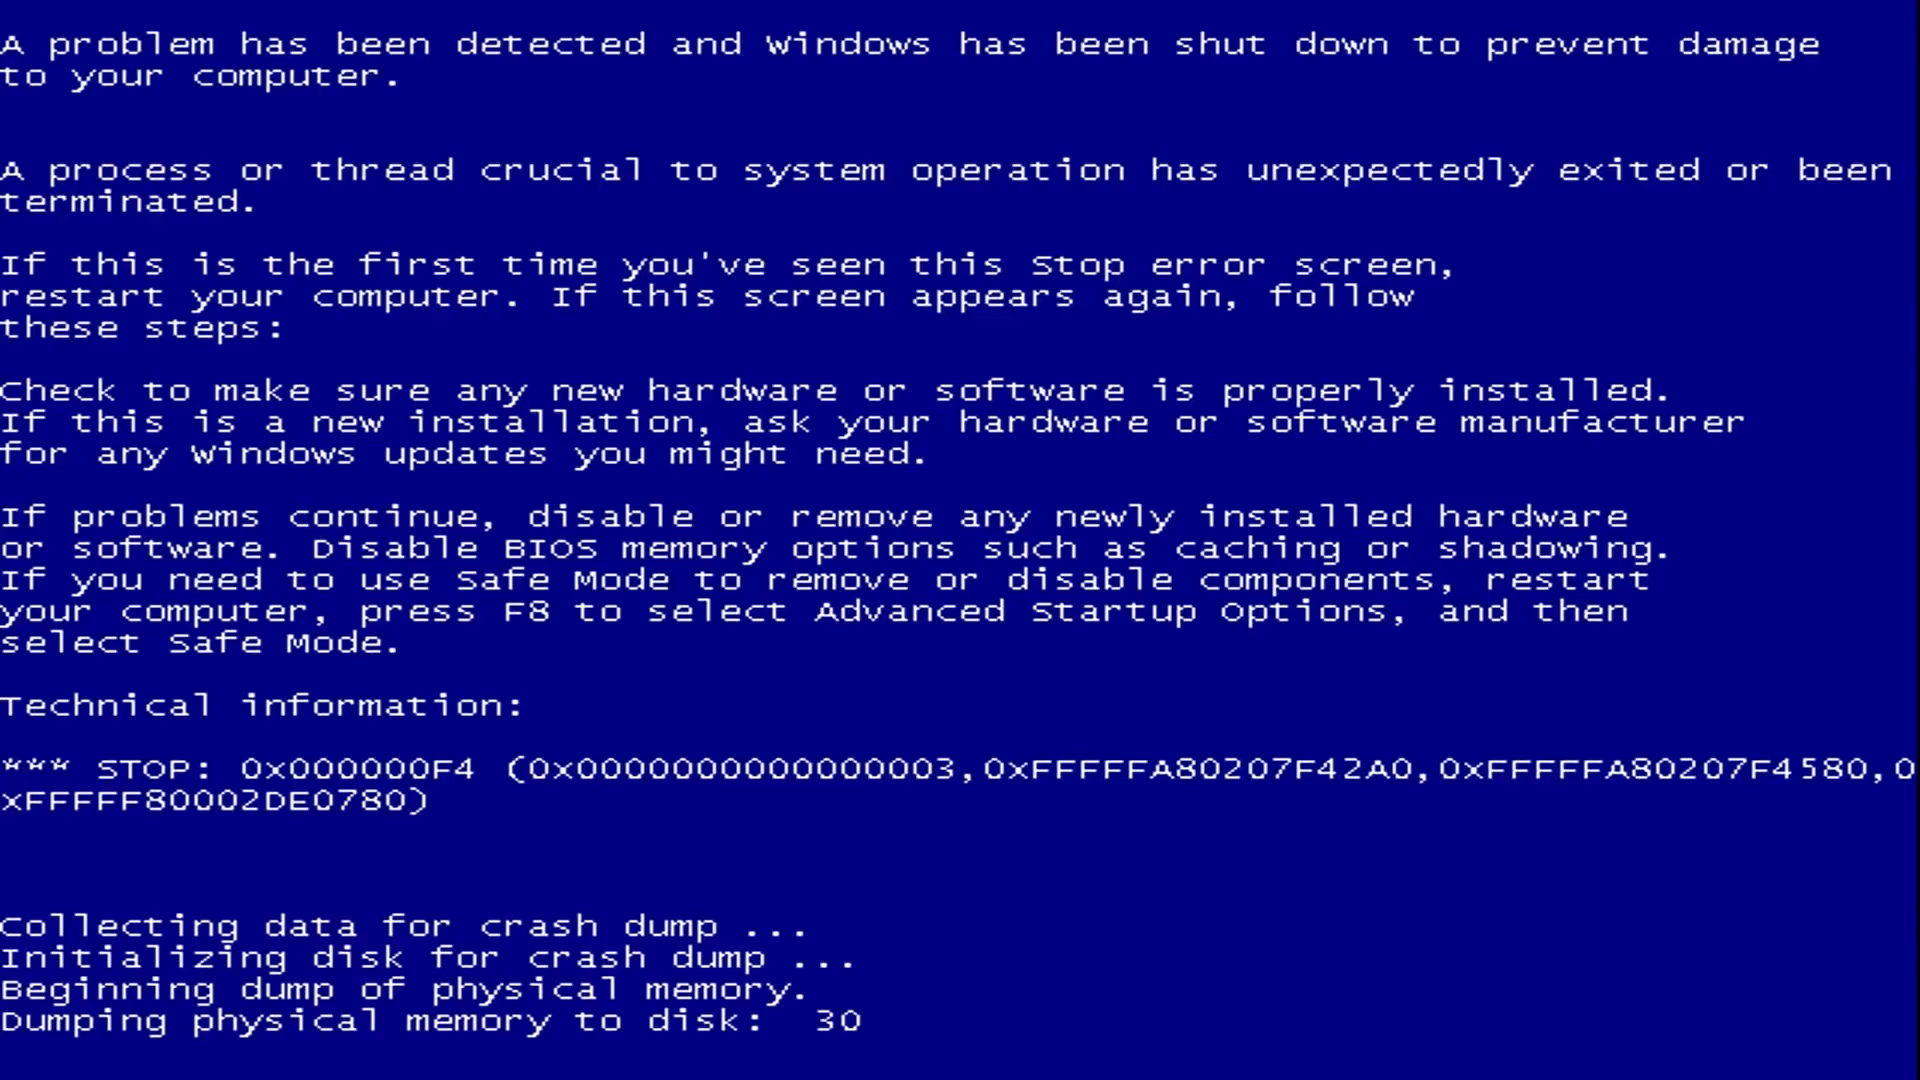 A problem has been detected and Windows has been shut down to prevent damage
to your computer.
A process or thread crucial to system operation has unexpectedly exited or been
terminated.
If this is the first time you've seen this Stop error screen,
restart your computer. If this screen appears again, follow
these steps:
Check to make sure any new hardware or software is properly installed.
If this is a new installation, ask your hardware or software manufacturer
for any Windows updates you might need.
If problems continue, disable or remove any newly installed hardware
or software. Disable BIOS memory options such as caching or shadowing.
If you need to use Safe Mode to remove or disable components, restart
your computer, press F8 to select Advanced Startup Options, and then
select Safe Mode.
Technical information:
*** STOP: 0x000000F4 (0x0000000000000003,0xFFFFFA80207F42A0,0xFFFFFA80207F4580,0
xFFFFF80002DE0780)
Collecting data for crash dump ...
Initializing disk for crash dump ...
Beginning dump of physical memory.
Dumping physical memory to disk:  30